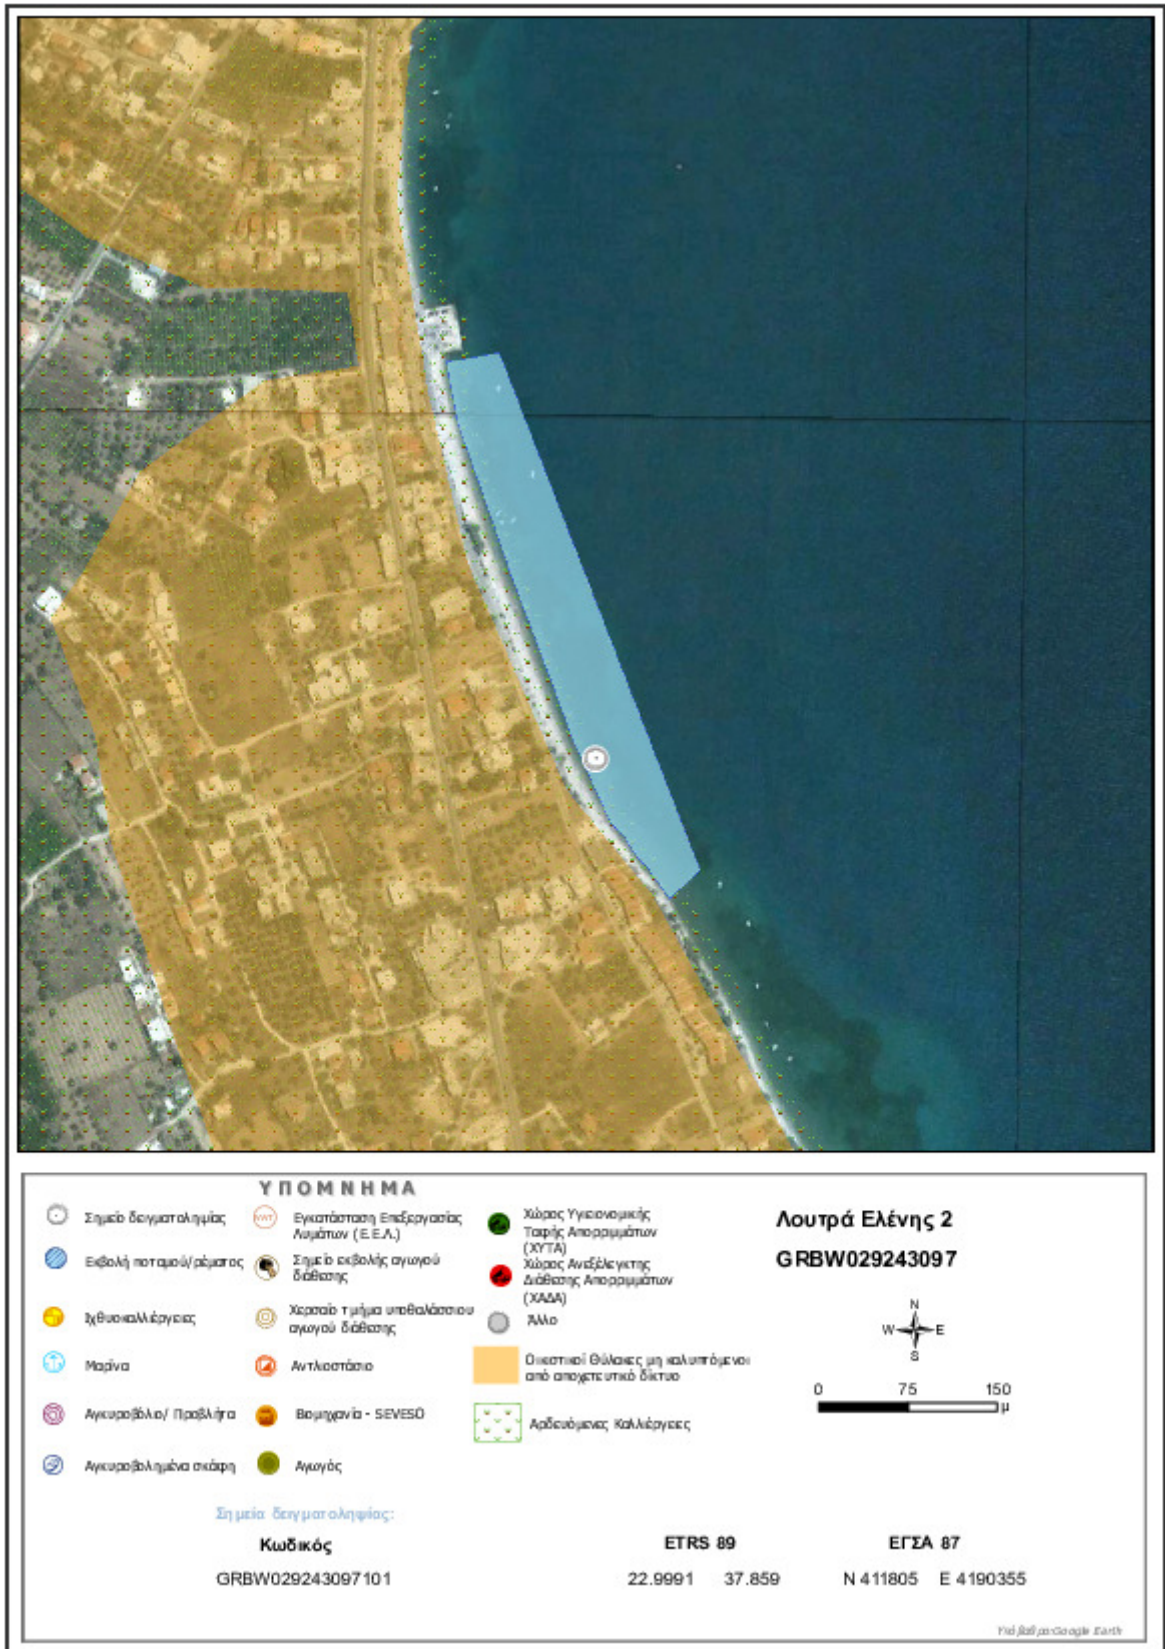 ΥΠΟΜΝΗΜΑ
Σημείο δειγματοληψίας
Εκβολή ποταμού/ρέματος
Ιχθυοκαλλιέργειες
Μαρίνα
Αγκυροβόλιο/ Προβλήτα
Αγκυροβολημένα σκάφη
Εγκατάσταση Επεξεργασίας
Λυμάτων (Ε.Ε.Λ.)
Σημείο εκβολής αγωγού
διάθεσης
Χερσαίο τμήμα υποθαλάσσιου
αγωγού διάθεσης
Αντλιοστάσιο
Βιομηχανία - SEVESO
Αγωγός
Χώρος Υγειονομικής
Ταφής Απορριμμάτων
(ΧΥΤΑ)
Χώρος Ανεξέλεγκτης
Διάθεσης Απορριμμάτων
(ΧΑΔΑ)
Άλλο
Οικιστικοί Θύλακες μη καλυπτόμενοι
από αποχετευτικό δίκτυο
Αρδευόμενες Καλλιέργειες
Λουτρά Ελένης 2
GRBW029243097
N
W E
S
0 75 150
μ
Σημεία δειγματοληψίας:
Κωδικός ETRS 89 ΕΓΣΑ 87
GRBW029243097101 22.9991 37.859 N 411805 E 4190355
Υπόβαθρο:Google Earth